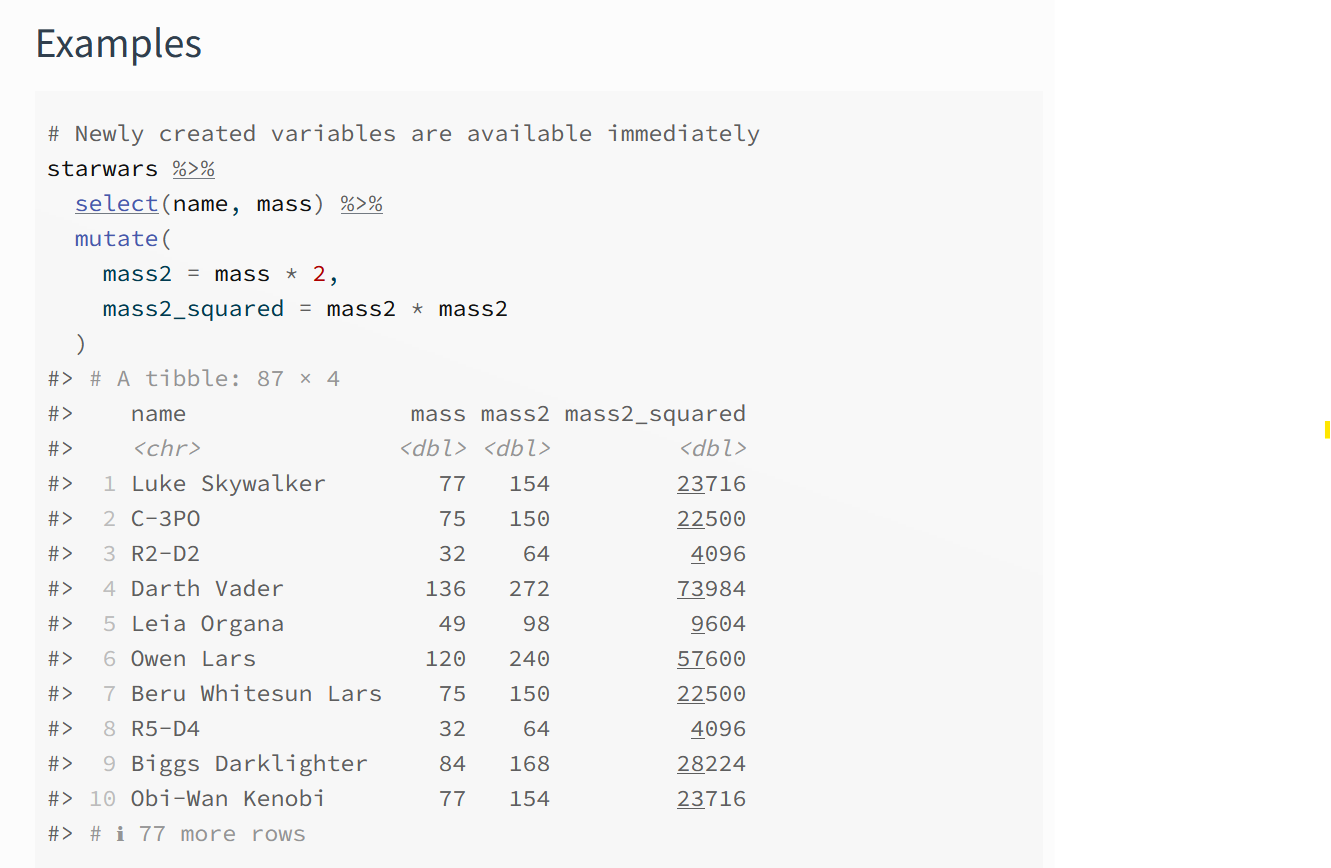 Examples
# Newly created variables are available immediately
starwars %>%
  select(name, mass) %>%
  mutate(
    mass2 = mass * 2,
    mass2_squared = mass2 * mass2
  )
#> # A tibble: 87 × 4
#>    name                mass mass2 mass2_squared
#>    <chr>              <dbl> <dbl>         <dbl>
#>  1 Luke Skywalker        77   154         23716
#>  2 C-3PO                 75   150         22500
#>  3 R2-D2                 32    64          4096
#>  4 Darth Vader          136   272         73984
#>  5 Leia Organa           49    98          9604
#>  6 Owen Lars            120   240         57600
#>  7 Beru Whitesun Lars    75   150         22500
#>  8 R5-D4                 32    64          4096
#>  9 Biggs Darklighter     84   168         28224
#> 10 Obi-Wan Kenobi        77   154         23716
#> # ℹ 77 more rows